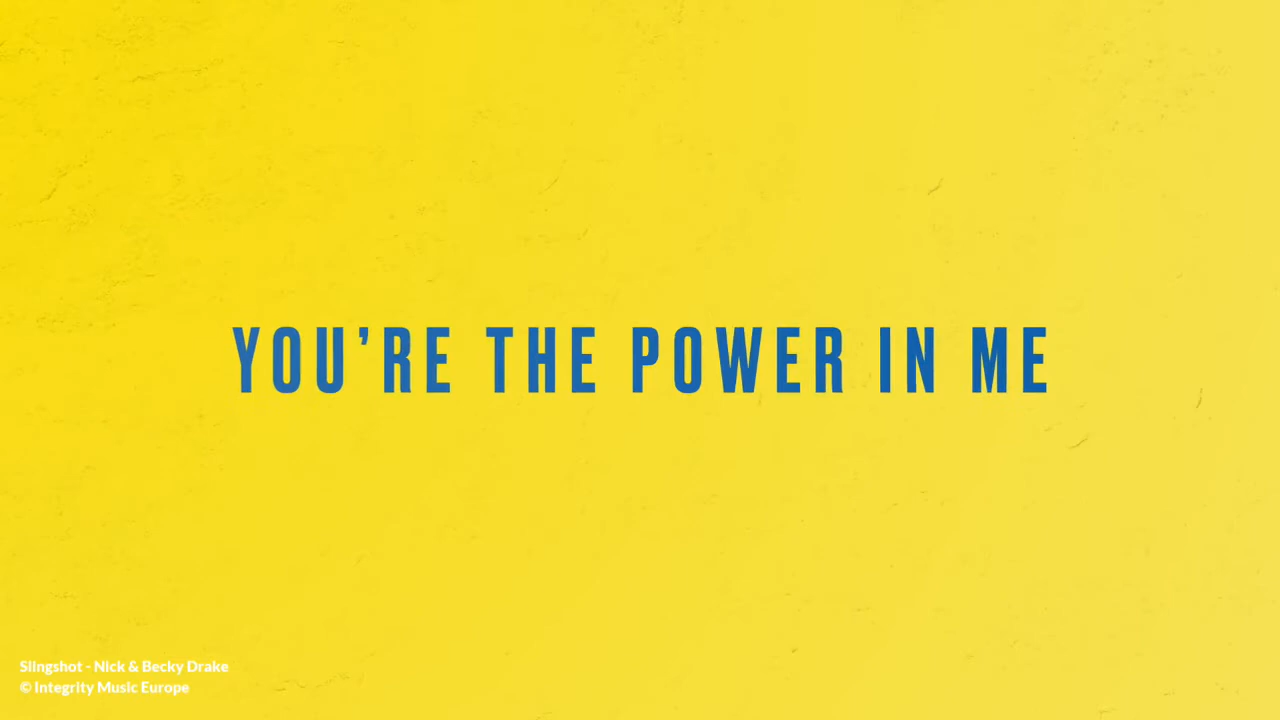 YOU'RE THE POWER IN ME
Slingshot - Nick & Becky Drake
© Integrity Music Europe